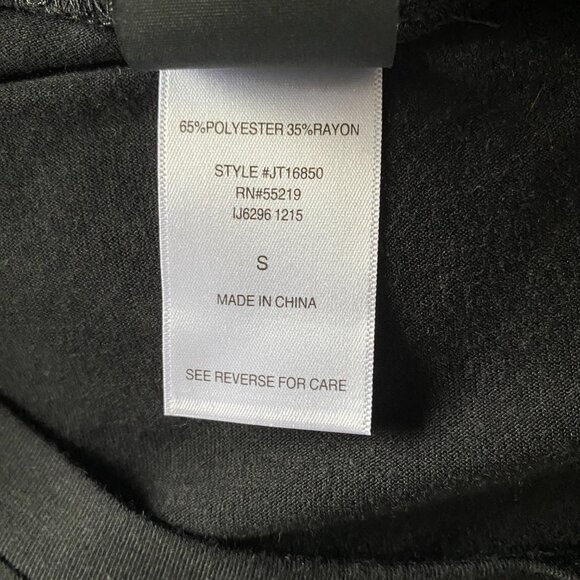 65%POLYESTER 35%RAYON
STYLE #JT16850
RN#55219
IJ6296 1215
S
MADE IN CHINA
SEE REVERSE FOR CARE